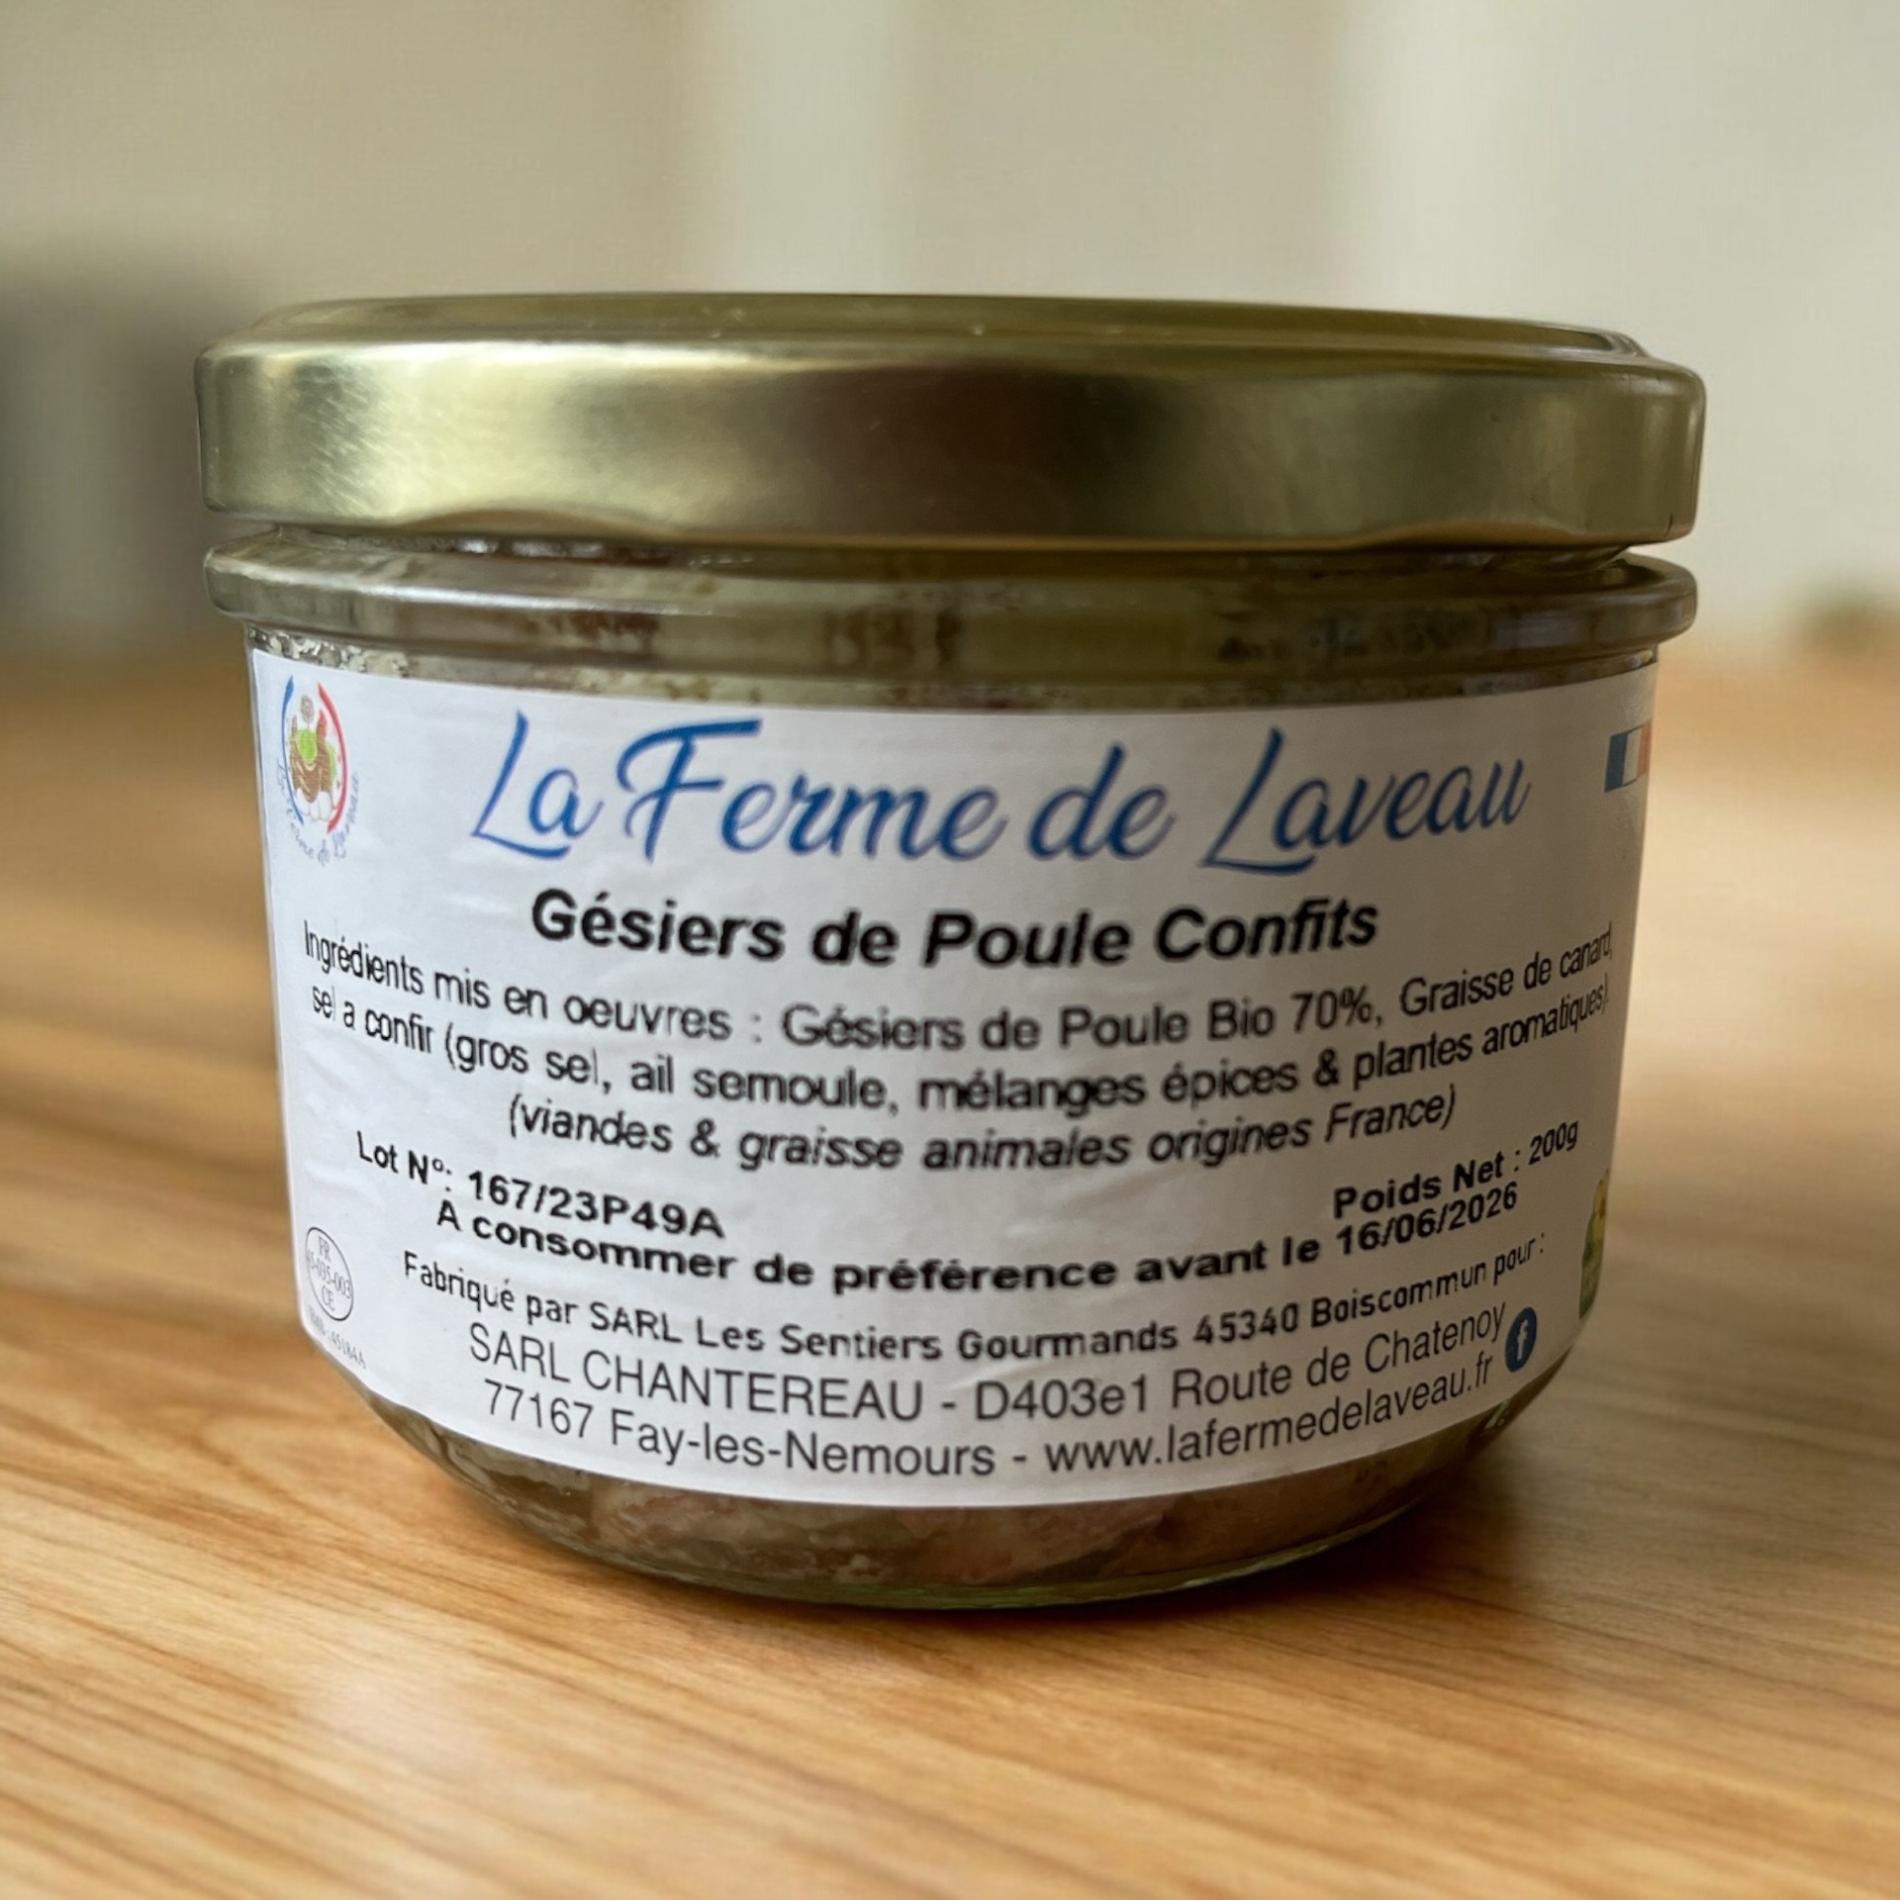 La Ferme de Laveau
Gésiers de Poule Confits
Ingrédients mis en oeuvres : Gésiers de Poule Bio 70%, Graisse de canard,
sel a confir (gros sel, ail semoule, mélanges épices & plantes aromatiques).
(viandes & graisse animales origines France)
Lot N°: 167/23P49A
Poids Net : 200g
A consommer de préférence avant le 16/06/2026
Fabriqué par SARL Les Sentiers Gourmands 45340 Boiscommun pour :
SARL CHANTEREAU - D403e1 Route de Chatenoy
77167 Fay-les-Nemours - www.lafermedelaveau.fr
f
FR
CE